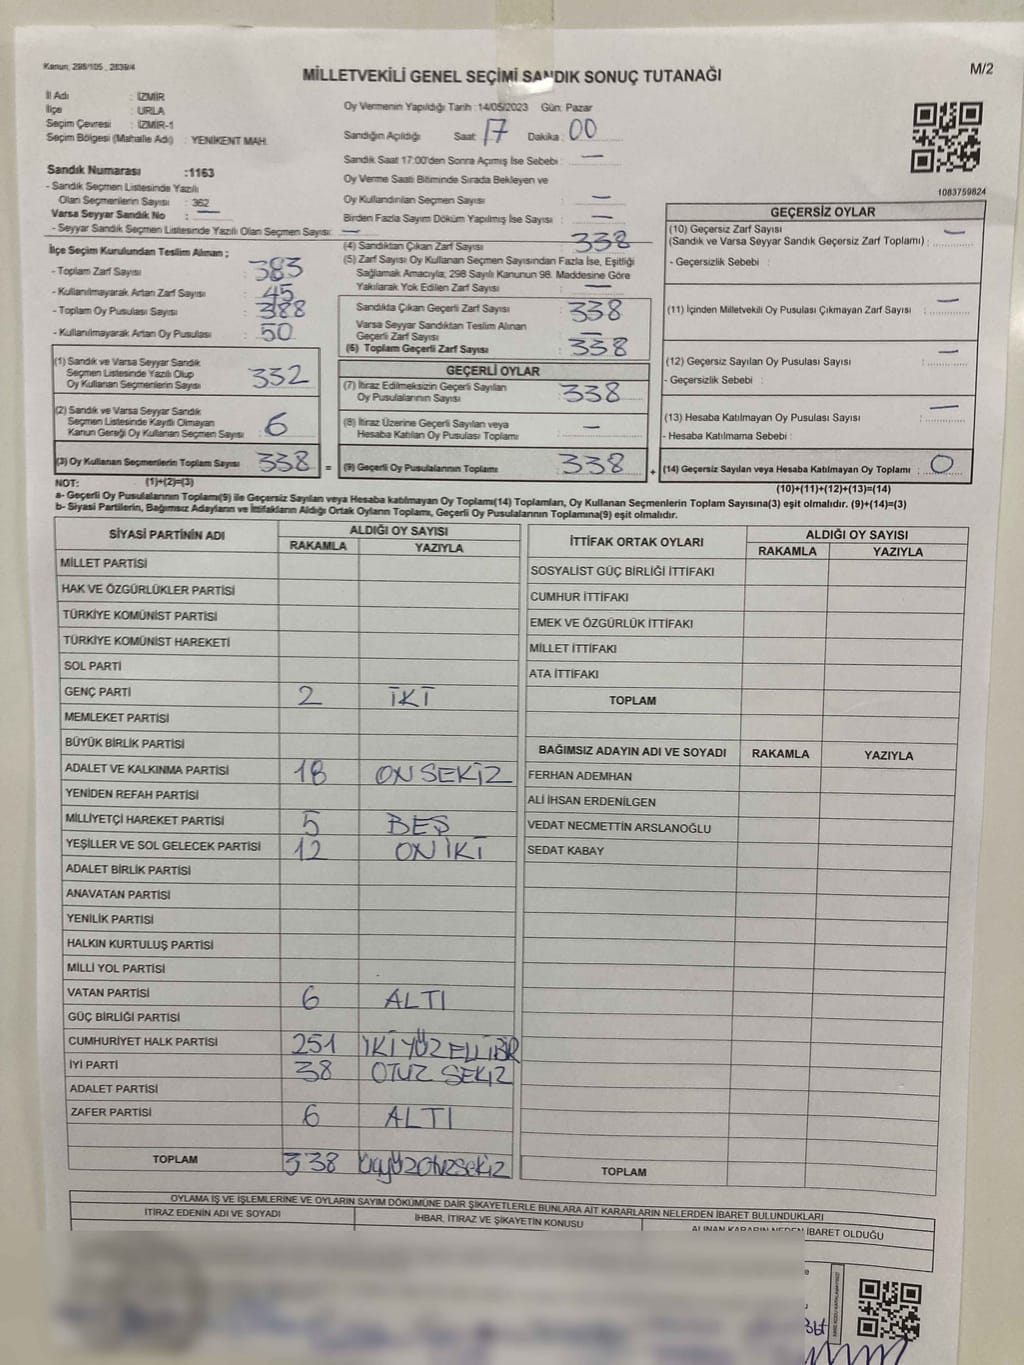 Kanun, 298/105 , 2839/4
MİLLETVEKİLİ GENEL SEÇİMİ SANDIK SONUÇ TUTANAĞI
M/2
İl Adı : İZMİR
İlçe : URLA
Seçim Çevresi : İZMİR-1
Seçim Bölgesi (Mahalle Adı) : YENİKENT MAH.
Sandık Numarası :1163
- Sandık Seçmen Listesinde Yazılı
Olan Seçmenlerin Sayısı : 362
Varsa Seyyar Sandık No : —
- Seyyar Sandık Seçmen Listesinde Yazılı Olan Seçmen Sayısı: —
İlçe Seçim Kurulundan Teslim Alınan ;
- Toplam Zarf Sayısı : 383
- Kullanılmayarak Artan Zarf Sayısı : 45
- Toplam Oy Pusulası Sayısı : 388
- Kullanılmayarak Artan Oy Pusulası : 50
(1) Sandık ve Varsa Seyyar Sandık
Seçmen Listesinde Yazılı Olup
Oy Kullanan Seçmenlerin Sayısı : 332
(2) Sandık ve Varsa Seyyar Sandık
Seçmen Listesinde Kayıtlı Olmayan
Kanun Gereği Oy Kullanan Seçmen Sayısı : 6
(3) Oy Kullanan Seçmenlerin Toplam Sayısı : 338
Oy Vermenin Yapıldığı Tarih :14/05/2023 Gün: Pazar
Sandığın Açıldığı Saat: 17 Dakika : 00
Sandık Saat 17:00'den Sonra Açımış İse Sebebi : —
Oy Verme Saati Bitiminde Sırada Bekleyen ve
Oy Kullandırılan Seçmen Sayısı : —
Birden Fazla Sayım Döküm Yapılmış İse Sayısı : —
(4) Sandıktan Çıkan Zarf Sayısı : 338
(5) Zarf Sayısı Oy Kullanan Seçmen Sayısından Fazla İse, Eşitliği
Sağlamak Amacıyla; 298 Sayılı Kanunun 98. Maddesine Göre
Yakılarak Yok Edilen Zarf Sayısı : —
Sandıkta Çıkan Geçerli Zarf Sayısı : 338
Varsa Seyyar Sandıktan Teslim Alınan
Geçerli Zarf Sayısı : —
(6) Toplam Geçerli Zarf Sayısı : 338
GEÇERLİ OYLAR
(7) İtiraz Edilmeksizin Geçerli Sayılan
Oy Pusulalarının Sayısı : 338
(8) İtiraz Üzerine Geçerli Sayılan veya
Hesaba Katılan Oy Pusulası Toplamı : —
= (9) Geçerli Oy Pusulalarının Toplamı : 338
1083759824
GEÇERSİZ OYLAR
(10) Geçersiz Zarf Sayısı
(Sandık ve Varsa Seyyar Sandık Geçersiz Zarf Toplamı) : —
- Geçersizlik Sebebi :
(11) İçinden Milletvekili Oy Pusulası Çıkmayan Zarf Sayısı : —
(12) Geçersiz Sayılan Oy Pusulası Sayısı : —
- Geçersizlik Sebebi :
(13) Hesaba Katılmayan Oy Pusulası Sayısı : —
- Hesaba Katılmama Sebebi :
+ (14) Geçersiz Sayılan veya Hesaba Katılmayan Oy Toplamı : 0
NOT: (1)+(2)=(3)
(10)+(11)+(12)+(13)=(14)
a- Geçerli Oy Pusulalarının Toplamı(9) ile Geçersiz Sayılan veya Hesaba katılmayan Oy Toplamı(14) Toplamları, Oy Kullanan Seçmenlerin Toplam Sayısına(3) eşit olmalıdır. (9)+(14)=(3)
b- Siyasi Partilerin, Bağımsız Adayların ve İttifakların Aldığı Ortak Oyların Toplamı, Geçerli Oy Pusulalarının Toplamına(9) eşit olmalıdır.
SİYASİ PARTİNİN ADI ALDIĞI OY SAYISI
RAKAMLA YAZIYLA
MİLLET PARTİSİ
HAK VE ÖZGÜRLÜKLER PARTİSİ
TÜRKİYE KOMÜNİST PARTİSİ
TÜRKİYE KOMÜNİST HAREKETİ
SOL PARTİ
GENÇ PARTİ 2 İKİ
MEMLEKET PARTİSİ
BÜYÜK BİRLİK PARTİSİ
ADALET VE KALKINMA PARTİSİ 18 ONSEKİZ
YENİDEN REFAH PARTİSİ
MİLLİYETÇİ HAREKET PARTİSİ 5 BEŞ
YEŞİLLER VE SOL GELECEK PARTİSİ 12 ONİKİ
ADALET BİRLİK PARTİSİ
ANAVATAN PARTİSİ
YENİLİK PARTİSİ
HALKIN KURTULUŞ PARTİSİ
MİLLİ YOL PARTİSİ
VATAN PARTİSİ 6 ALTI
GÜÇ BİRLİĞİ PARTİSİ
CUMHURİYET HALK PARTİSİ 251 İKİYÜZELLİBİR
İYİ PARTİ 38 OTUZ SEKİZ
ADALET PARTİSİ
ZAFER PARTİSİ 6 ALTI
TOPLAM 338 üçyüzotuzsekiz
İTTİFAK ORTAK OYLARI ALDIĞI OY SAYISI
RAKAMLA YAZIYLA
SOSYALİST GÜÇ BİRLİĞİ İTTİFAKI
CUMHUR İTTİFAKI
EMEK VE ÖZGÜRLÜK İTTİFAKI
MİLLET İTTİFAKI
ATA İTTİFAKI
TOPLAM
BAĞIMSIZ ADAYIN ADI VE SOYADI RAKAMLA YAZIYLA
FERHAN ADEMHAN
ALİ İHSAN ERDENİLGEN
VEDAT NECMETTİN ARSLANOĞLU
SEDAT KABAY
TOPLAM
OYLAMA İŞ VE İŞLEMLERİNE VE OYLARIN SAYIM DÖKÜMÜNE DAİR ŞİKAYETLERLE BUNLARA AİT KARARLARIN NELERDEN İBARET BULUNDUKLARI
İTİRAZ EDENİN ADI VE SOYADI İHBAR, İTİRAZ VE ŞİKAYETİN KONUSU ALINAN KARARIN NEDEN İBARET OLDUĞU